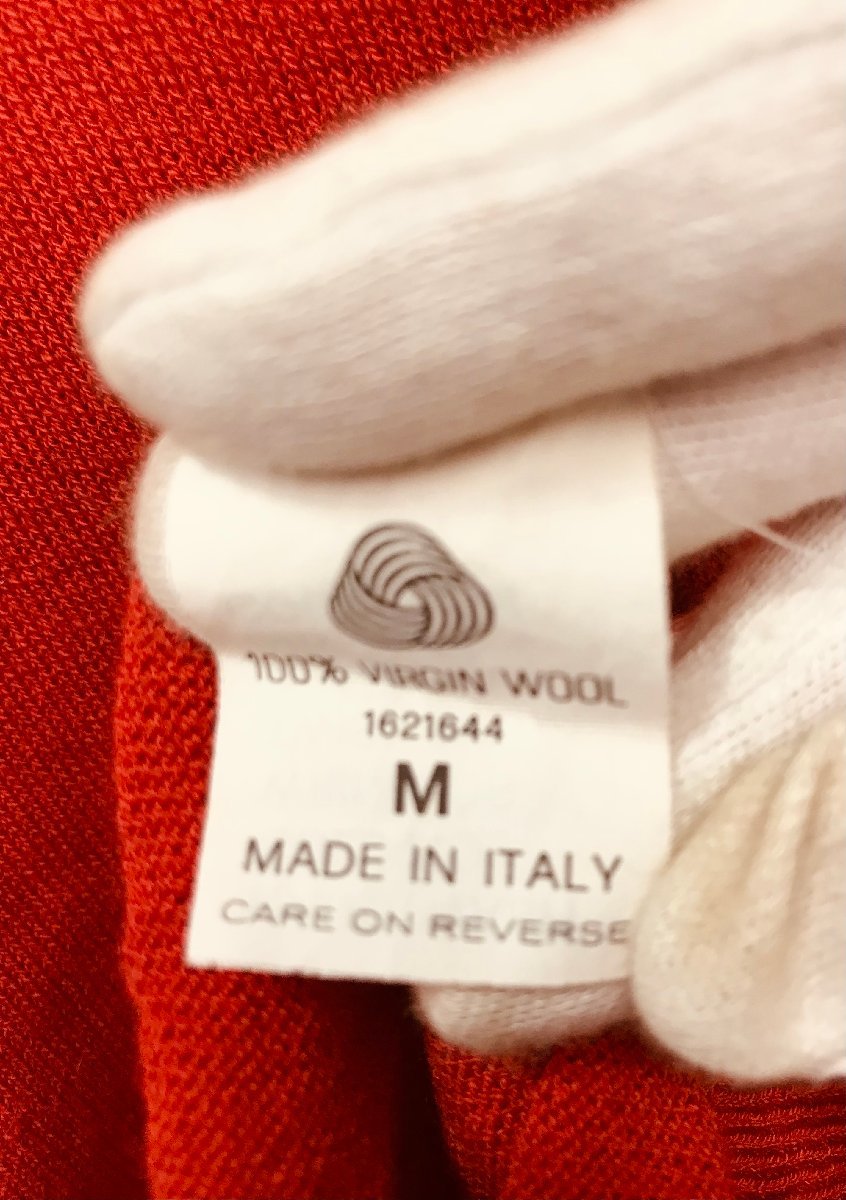 100% VIRGIN WOOL
1621644
M
MADE IN ITALY
CARE ON REVERSE